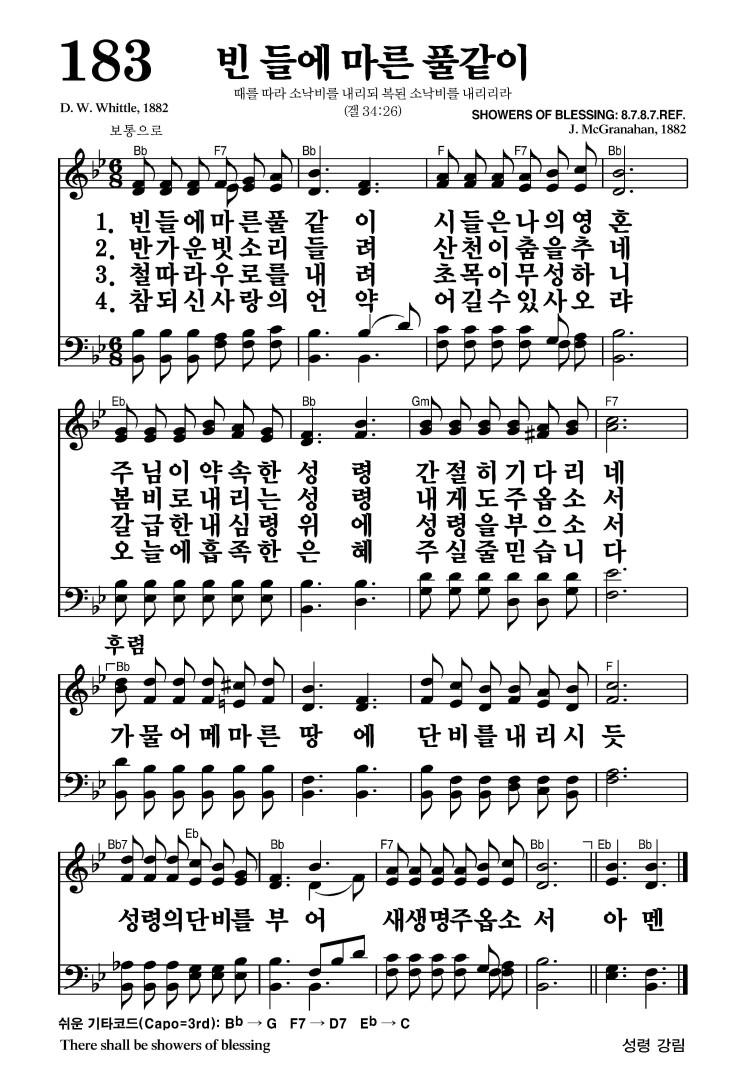 183 빈 들에 마른 풀같이
때를 따라 소낙비를 내리되 복된 소낙비를 내리리라
D. W. Whittle, 1882
(겔 34:26)
SHOWERS OF BLESSING: 8.7.8.7.REF.
보통으로
J. McGranahan, 1882
Bb F7 Bb F F7 Bb
6/8
1. 빈들에마른풀 같 이 시들은나의영 혼
2. 반가운빗소리 들 려 산천이춤을추 네
3. 철따라우로를 내 려 초목이무성하 니
4. 참되신사랑의 언 약 어길수있사오 랴
6/8
Eb Bb Gm F7
주님이약속한 성 령 간절히기다리 네
봄비로내리는 성 령 내게도주옵소 서
갈급한내심령 위 에 성령을부으소 서
오늘에흡족한 은 혜 주실줄믿습니 다
후렴
Bb F
가물어메마른 땅 에 단비를내리시 듯
Bb7 Eb Bb F7 Bb Eb Bb
성령의단비를 부 어 새생명주옵소 서 아 멘
쉬운 기타코드(Capo=3rd): Bb → G F7 → D7 Eb → C
There shall be showers of blessing
성령 강림